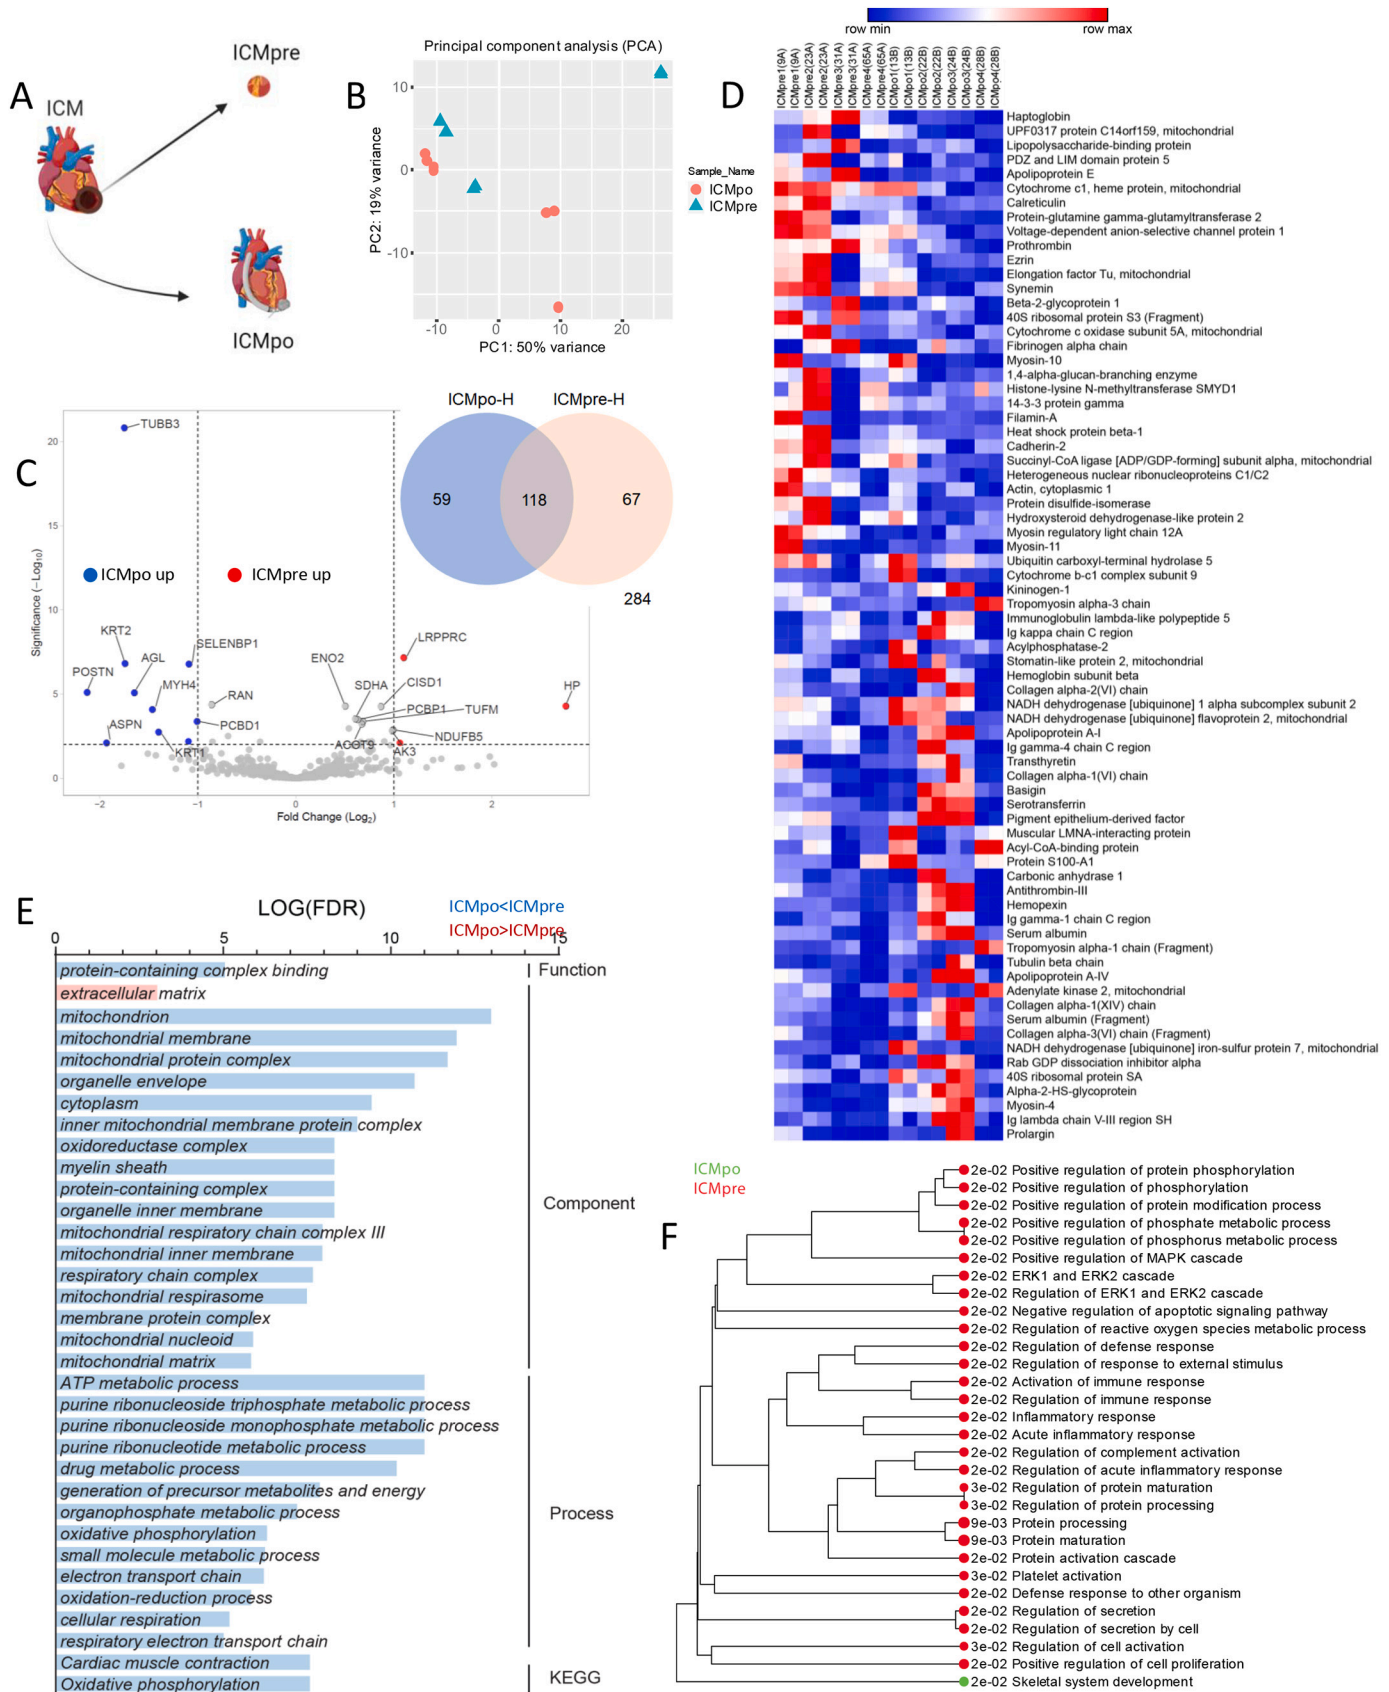 A
ICM
ICMpre
ICMpo
B
Principal component analysis (PCA)
PC2: 19% variance
10
0
-10
-10
0
10
20
PC1: 50% variance
Sample_Name
ICMpo
ICMpre
C
Significance (−Log10)
20
15
10
5
0
−2
−1
0
1
2
Fold Change (Log2)
TUBB3
ICMpo up
ICMpre up
KRT2
SELENBP1
AGL
POSTN
MYH4
RAN
ASPN
PCBD1
KRT1
ENO2
SDHA
CISD1
LRPPRC
HP
PCBP1
TUFM
ACOT9
NDUFB5
AK3
ICMpo-H
ICMpre-H
59
118
67
284
D
row min
row max
ICMpre1(9A)
ICMpre1(9A)
ICMpre2(23A)
ICMpre2(23A)
ICMpre3(31A)
ICMpre3(31A)
ICMpre4(65A)
ICMpre4(65A)
ICMpo1(13B)
ICMpo1(13B)
ICMpo2(22B)
ICMpo2(22B)
ICMpo3(24B)
ICMpo3(24B)
ICMpo4(28B)
ICMpo4(28B)
Haptoglobin
UPF0317 protein C14orf159, mitochondrial
Lipopolysaccharide-binding protein
PDZ and LIM domain protein 5
Apolipoprotein E
Cytochrome c1, heme protein, mitochondrial
Calreticulin
Protein-glutamine gamma-glutamyltransferase 2
Voltage-dependent anion-selective channel protein 1
Prothrombin
Ezrin
Elongation factor Tu, mitochondrial
Synemin
Beta-2-glycoprotein 1
40S ribosomal protein S3 (Fragment)
Cytochrome c oxidase subunit 5A, mitochondrial
Fibrinogen alpha chain
Myosin-10
1,4-alpha-glucan-branching enzyme
Histone-lysine N-methyltransferase SMYD1
14-3-3 protein gamma
Filamin-A
Heat shock protein beta-1
Cadherin-2
Succinyl-CoA ligase [ADP/GDP-forming] subunit alpha, mitochondrial
Heterogeneous nuclear ribonucleoproteins C1/C2
Actin, cytoplasmic 1
Protein disulfide-isomerase
Hydroxysteroid dehydrogenase-like protein 2
Myosin regulatory light chain 12A
Myosin-11
Ubiquitin carboxyl-terminal hydrolase 5
Cytochrome b-c1 complex subunit 9
Kininogen-1
Tropomyosin alpha-3 chain
Immunoglobulin lambda-like polypeptide 5
Ig kappa chain C region
Acylphosphatase-2
Stomatin-like protein 2, mitochondrial
Hemoglobin subunit beta
Collagen alpha-2(VI) chain
NADH dehydrogenase [ubiquinone] 1 alpha subcomplex subunit 2
NADH dehydrogenase [ubiquinone] flavoprotein 2, mitochondrial
Apolipoprotein A-I
Ig gamma-4 chain C region
Transthyretin
Collagen alpha-1(VI) chain
Basigin
Serotransferrin
Pigment epithelium-derived factor
Muscular LMNA-interacting protein
Acyl-CoA-binding protein
Protein S100-A1
Carbonic anhydrase 1
Antithrombin-III
Hemopexin
Ig gamma-1 chain C region
Serum albumin
Tropomyosin alpha-1 chain (Fragment)
Tubulin beta chain
Apolipoprotein A-IV
Adenylate kinase 2, mitochondrial
Collagen alpha-1(XIV) chain
Serum albumin (Fragment)
Collagen alpha-3(VI) chain (Fragment)
NADH dehydrogenase [ubiquinone] iron-sulfur protein 7, mitochondrial
Rab GDP dissociation inhibitor alpha
40S ribosomal protein SA
Alpha-2-HS-glycoprotein
Myosin-4
Ig lambda chain V-III region SH
Prolargin
E
LOG(FDR)
ICMpo<ICMpre
ICMpo>ICMpre
0
5
10
15
protein-containing complex binding
Function
extracellular matrix
mitochondrion
mitochondrial membrane
mitochondrial protein complex
organelle envelope
cytoplasm
inner mitochondrial membrane protein complex
oxidoreductase complex
myelin sheath
protein-containing complex
organelle inner membrane
Component
mitochondrial respiratory chain complex III
mitochondrial inner membrane
respiratory chain complex
mitochondrial respirasome
membrane protein complex
mitochondrial nucleoid
mitochondrial matrix
ATP metabolic process
purine ribonucleoside triphosphate metabolic process
purine ribonucleoside monophosphate metabolic process
purine ribonucleotide metabolic process
drug metabolic process
generation of precursor metabolites and energy
organophosphate metabolic process
Process
oxidative phosphorylation
small molecule metabolic process
electron transport chain
oxidation-reduction process
cellular respiration
respiratory electron transport chain
Cardiac muscle contraction
Oxidative phosphorylation
KEGG
F
ICMpo
ICMpre
2e-02 Positive regulation of protein phosphorylation
2e-02 Positive regulation of phosphorylation
2e-02 Positive regulation of protein modification process
2e-02 Positive regulation of phosphate metabolic process
2e-02 Positive regulation of phosphorus metabolic process
2e-02 Positive regulation of MAPK cascade
2e-02 ERK1 and ERK2 cascade
2e-02 Regulation of ERK1 and ERK2 cascade
2e-02 Negative regulation of apoptotic signaling pathway
2e-02 Regulation of reactive oxygen species metabolic process
2e-02 Regulation of defense response
2e-02 Regulation of response to external stimulus
2e-02 Activation of immune response
2e-02 Regulation of immune response
2e-02 Inflammatory response
2e-02 Acute inflammatory response
2e-02 Regulation of complement activation
2e-02 Regulation of acute inflammatory response
3e-02 Regulation of protein maturation
3e-02 Regulation of protein processing
9e-03 Protein processing
9e-03 Protein maturation
2e-02 Protein activation cascade
3e-02 Platelet activation
2e-02 Defense response to other organism
2e-02 Regulation of secretion
2e-02 Regulation of secretion by cell
3e-02 Regulation of cell activation
2e-02 Positive regulation of cell proliferation
2e-02 Skeletal system development